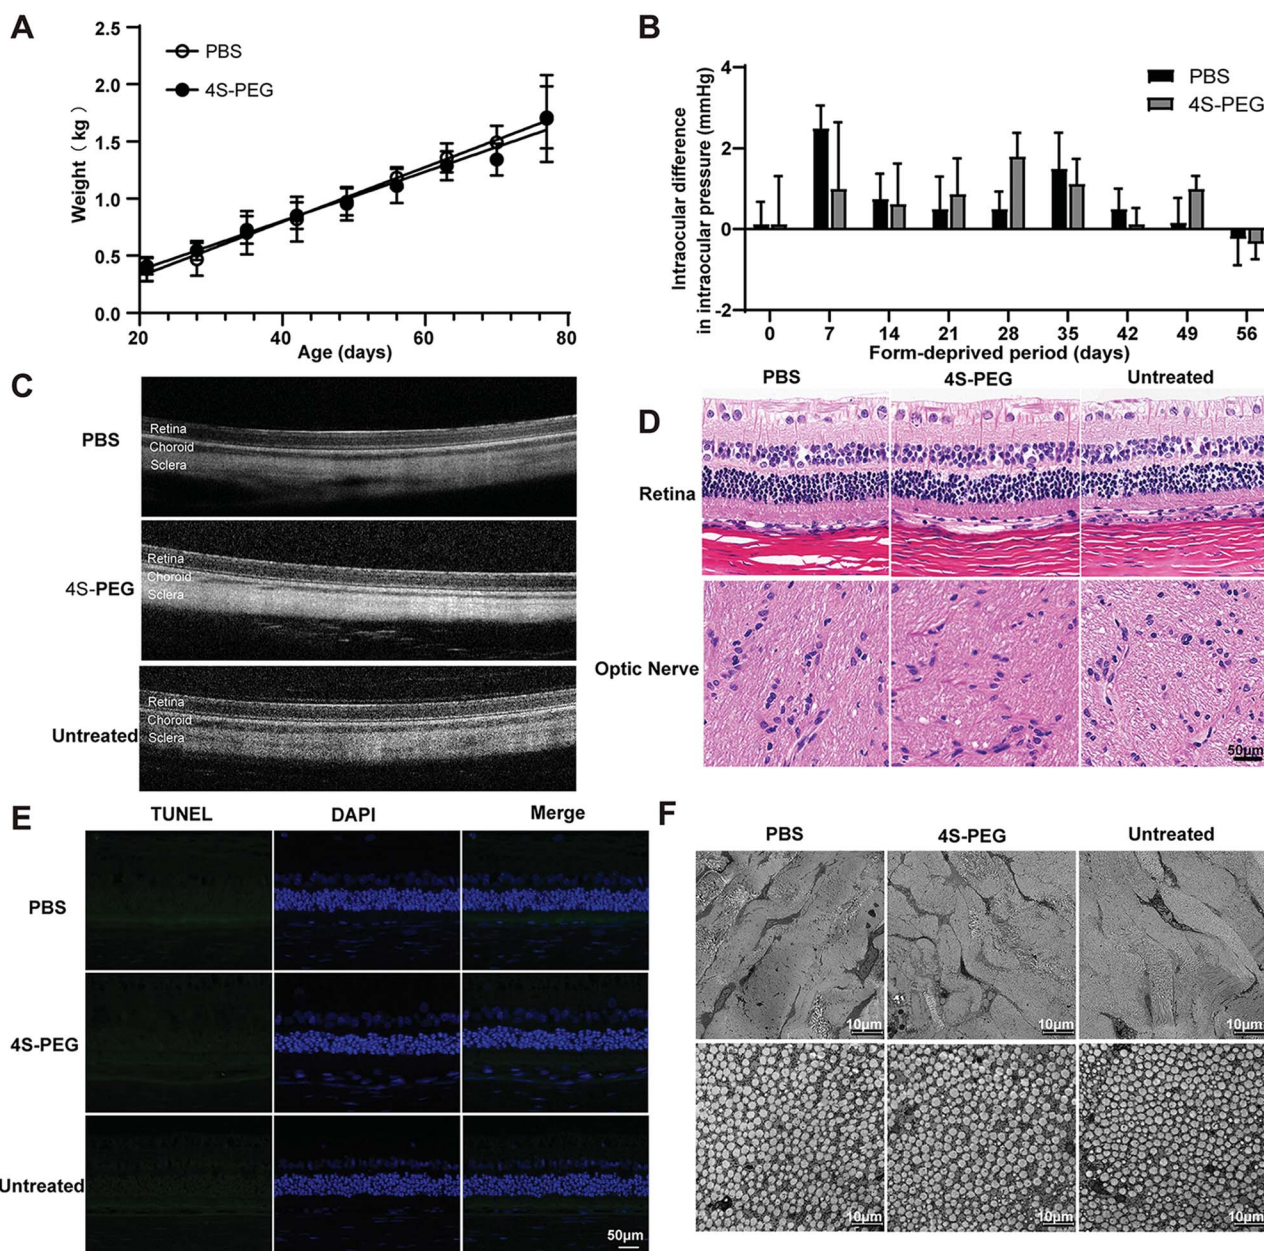 A
2.5
2.0
1.5
1.0
0.5
0.0
Weight（kg）
PBS
4S-PEG
20
40
60
80
Age (days)
B
4
2
0
-2
Intraocular difference
in intraocular pressure (mmHg)
PBS
4S-PEG
0
7
14
21
28
35
42
49
56
Form-deprived period (days)
C
PBS
Retina
Choroid
Sclera
4S-PEG
Retina
Choroid
Sclera
Untreated
Retina
Choroid
Sclera
D
PBS
4S-PEG
Untreated
Retina
Optic Nerve
50μm
E
TUNEL
DAPI
Merge
PBS
4S-PEG
Untreated
50μm
F
PBS
4S-PEG
Untreated
10μm
10μm
10μm
10μm
10μm
10μm